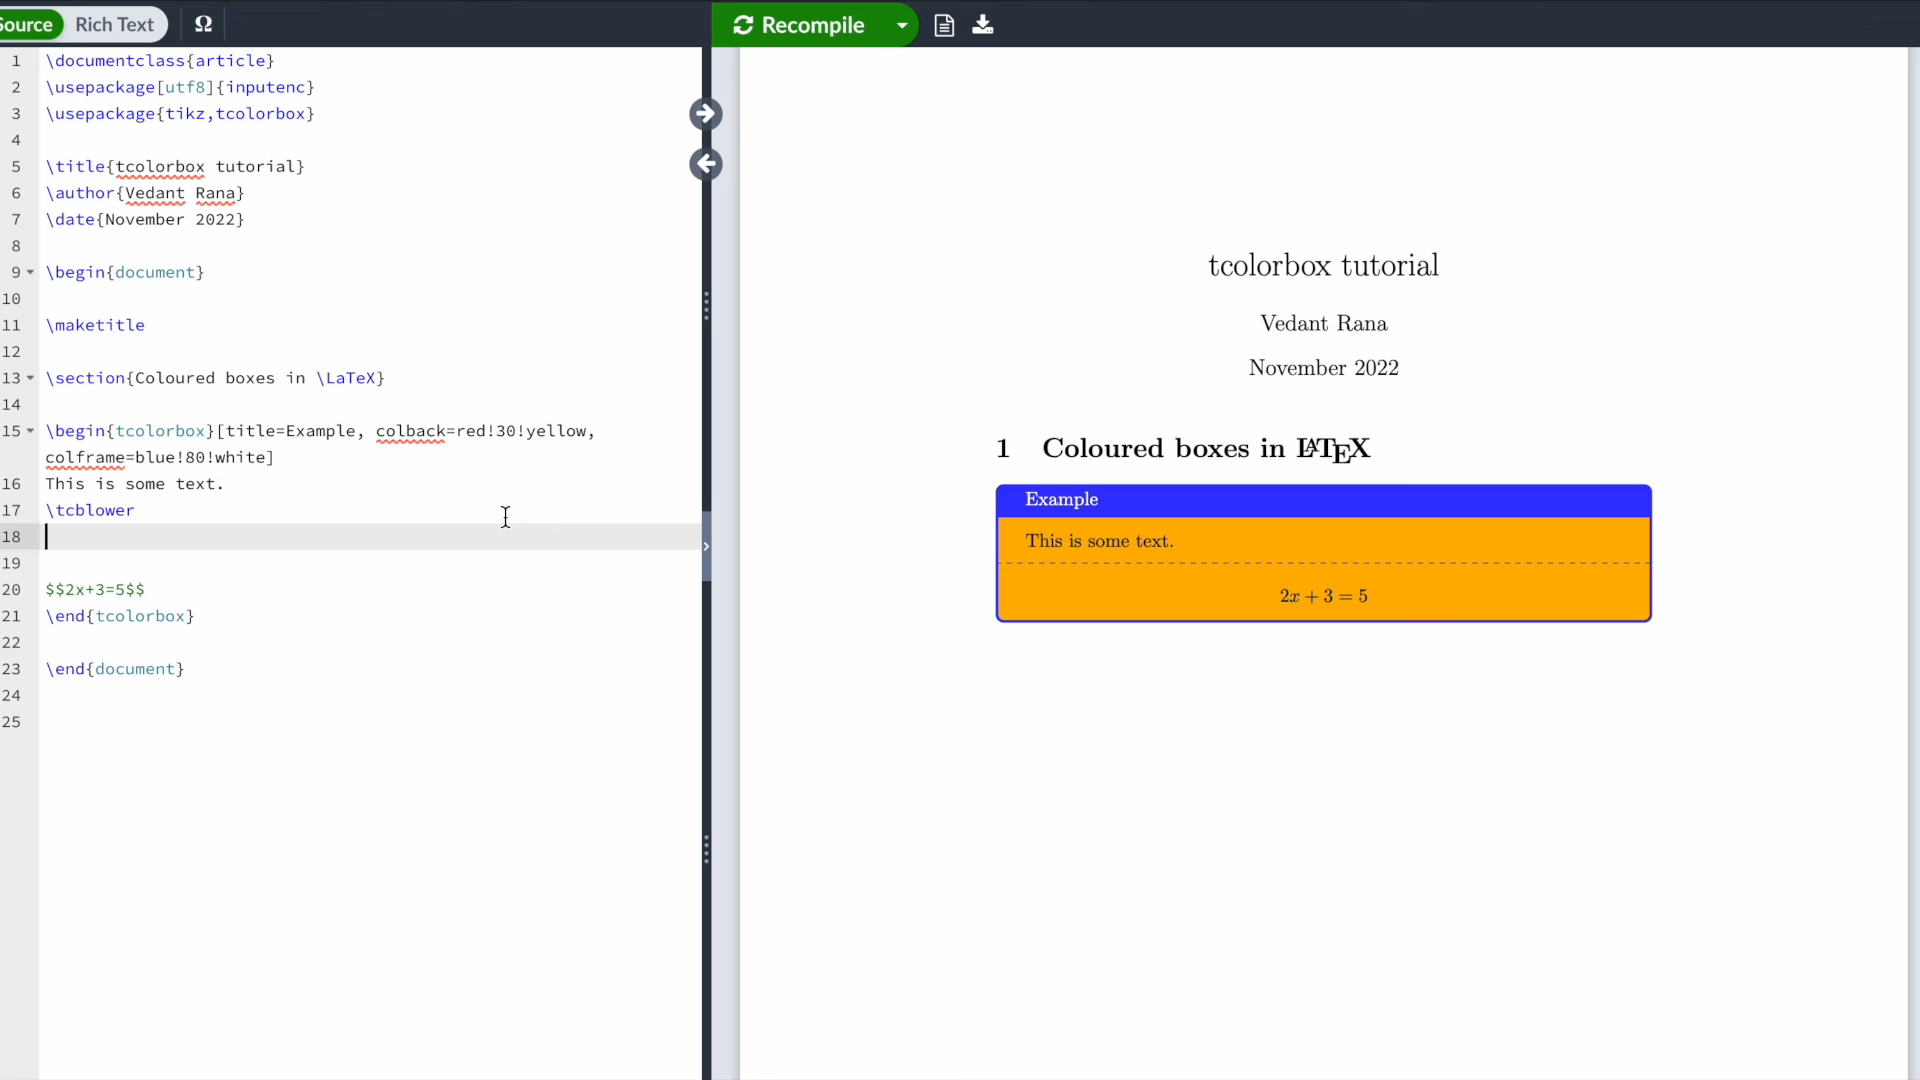 Source Rich Text Ω
Recompile
1 \documentclass{article}
2 \usepackage[utf8]{inputenc}
3 \usepackage{tikz,tcolorbox}
4
5 \title{tcolorbox tutorial}
6 \author{Vedant Rana}
7 \date{November 2022}
8
9 \begin{document}
10
11 \maketitle
12
13 \section{Coloured boxes in \LaTeX}
14
15 \begin{tcolorbox}[title=Example, colback=red!30!yellow,
colframe=blue!80!white]
16 This is some text.
17 \tcblower
18
19
20 $$2x+3=5$$
21 \end{tcolorbox}
22
23 \end{document}
24
25
tcolorbox tutorial
Vedant Rana
November 2022
1 Coloured boxes in LATEX
Example
This is some text.
2x + 3 = 5